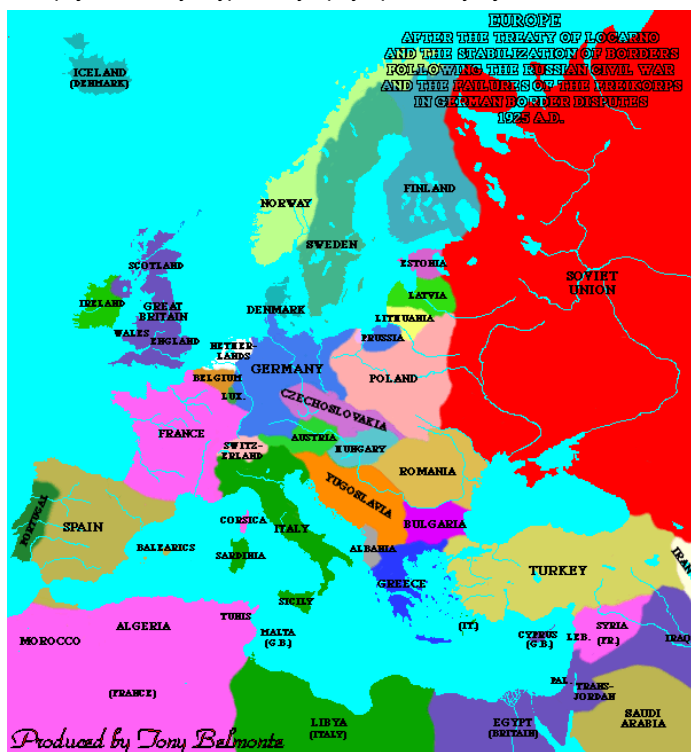 EUROPE
AFTER THE TREATY OF LOCARNO
AND THE STABILIZATION OF BORDERS
FOLLOWING THE RUSSIAN CIVIL WAR
AND THE FAILURES OF THE FREIKORPS
IN GERMAN BORDER DISPUTES
1925 A.D.
ICELAND
(DENMARK)
NORWAY
SWEDEN
FINLAND
ESTONIA
LATVIA
LITHUANIA
SOVIET
UNION
SCOTLAND
IRELAND
GREAT
BRITAIN
WALES
ENGLAND
DENMARK
NETHER-
LANDS
BELGIUM
LUX.
GERMANY
PRUSSIA
POLAND
CZECHOSLOVAKIA
FRANCE
SWITZ-
ERLAND
AUSTRIA
HUNGARY
ROMANIA
YUGOSLAVIA
BULGARIA
ALBANIA
GREECE
ITALY
CORSICA
SARDINIA
SICILY
PORTUGAL
SPAIN
BALEARICS
TURKEY
IRAN
(IT.)
CYPRUS
(G.B.)
LEB.
SYRIA
(FR.)
IRAQ
PAL.
TRANS-
JORDAN
SAUDI
ARABIA
MOROCCO
ALGERIA
TUNIS
MALTA
(G.B.)
(FRANCE)
LIBYA
(ITALY)
EGYPT
(BRITAIN)
Produced by Tony Belmonte